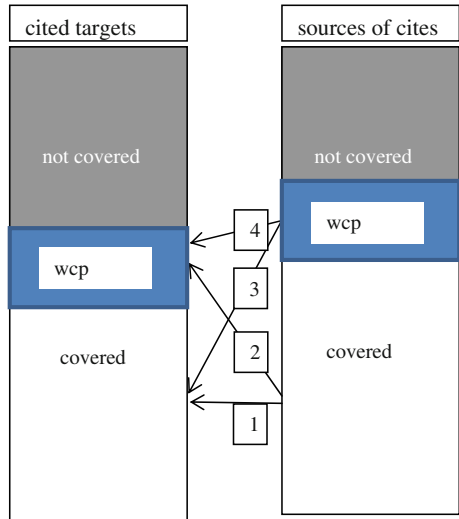 cited targets
sources of cites
not covered
not covered
wcp
4
wcp
3
covered
2
covered
1